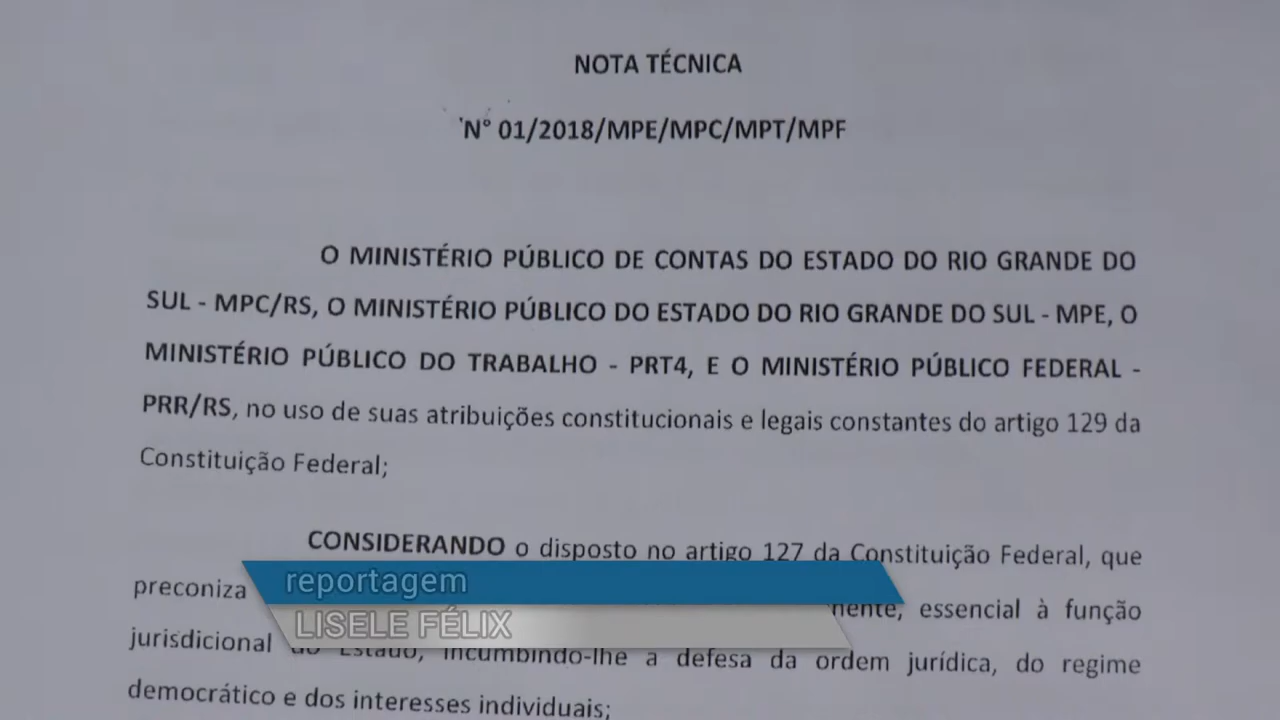 NOTA TÉCNICA
N° 01/2018/MPE/MPC/MPT/MPF
O MINISTÉRIO PÚBLICO DE CONTAS DO ESTADO DO RIO GRANDE DO
SUL - MPC/RS, O MINISTÉRIO PÚBLICO DO ESTADO DO RIO GRANDE DO SUL - MPE, O
MINISTÉRIO PÚBLICO DO TRABALHO - PRT4, E O MINISTÉRIO PÚBLICO FEDERAL -
PRR/RS, no uso de suas atribuições constitucionais e legais constantes do artigo 129 da
Constituição Federal;
CONSIDERANDO o disposto no artigo 127 da Constituição Federal, que
preconiza essencial à função
reportagem
LISELE FÉLIX
jurisdicional do Estado, incumbindo-lhe a defesa da ordem jurídica, do regime
democrático e dos interesses individuais;